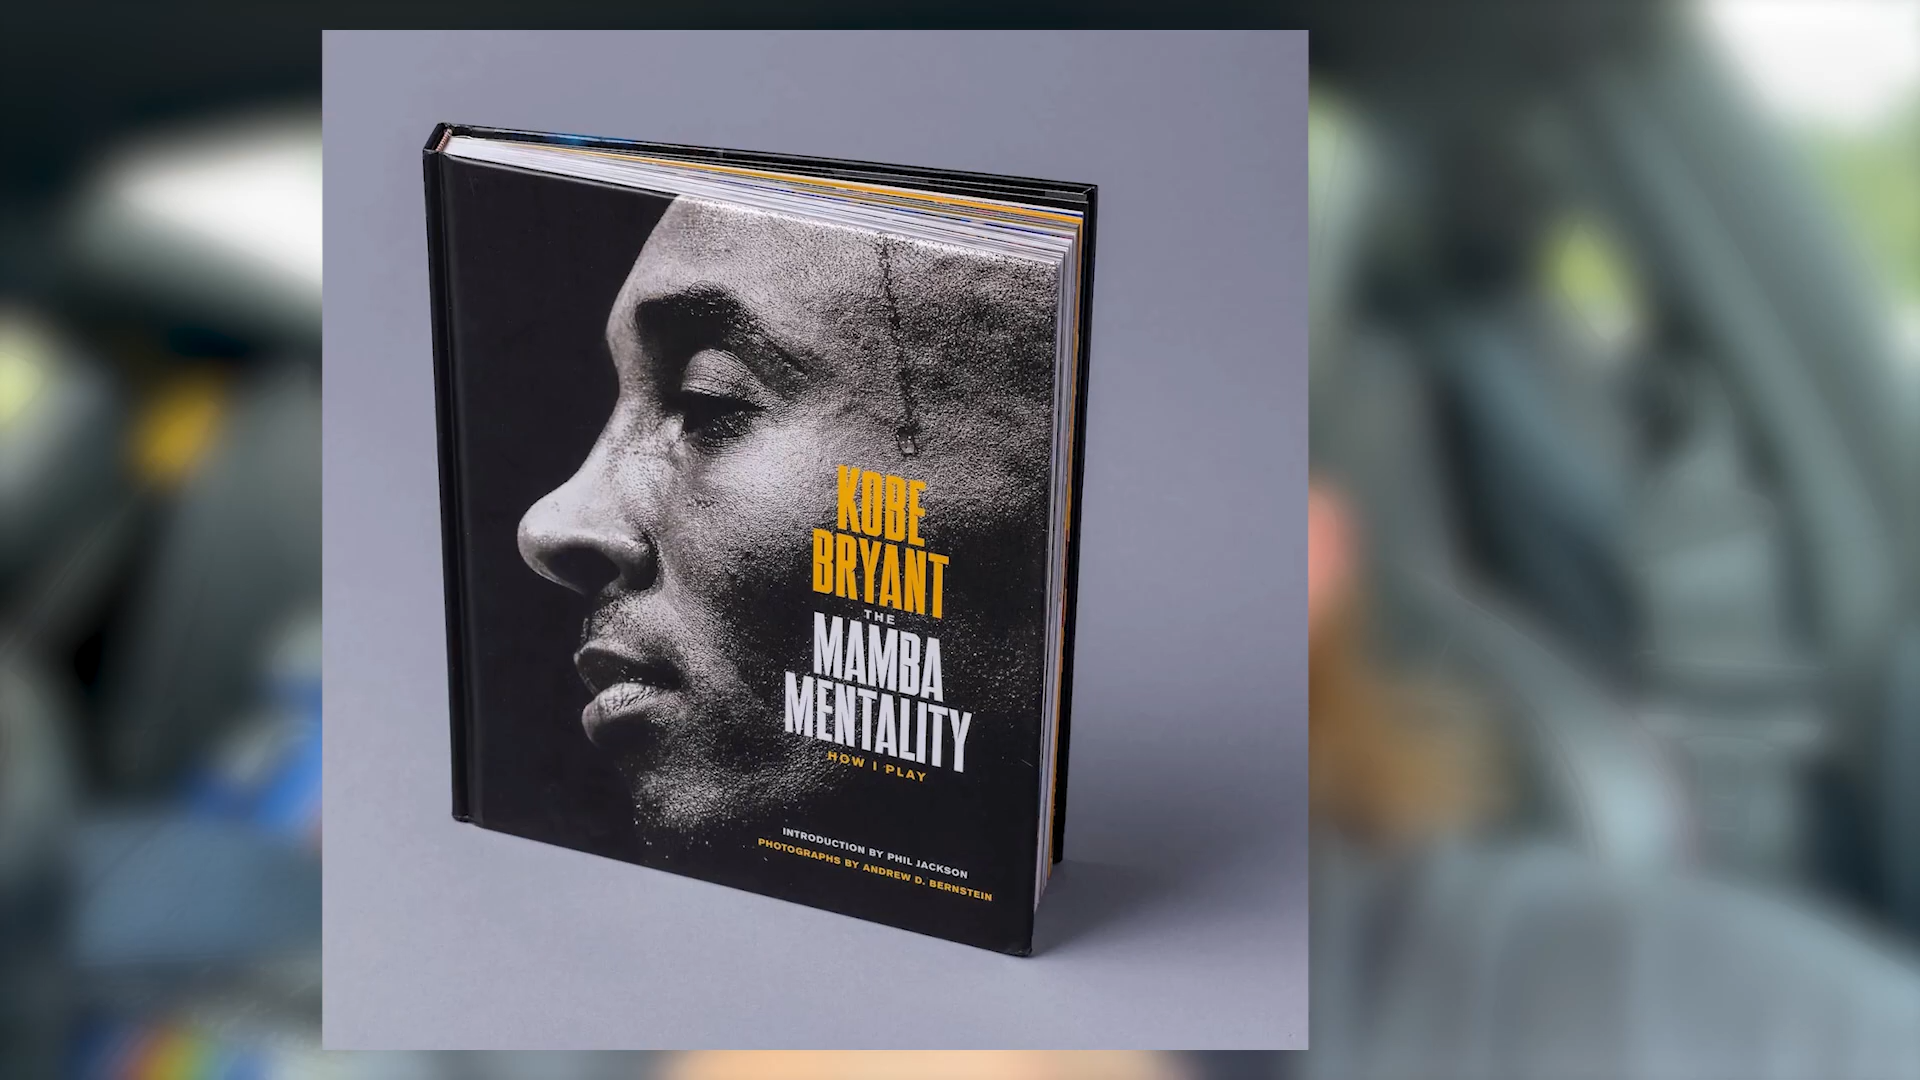 KOBE
BRYANT
THE
MAMBA
MENTALITY
HOW I PLAY
INTRODUCTION BY PHIL JACKSON
PHOTOGRAPHS BY ANDREW D. BERNSTEIN